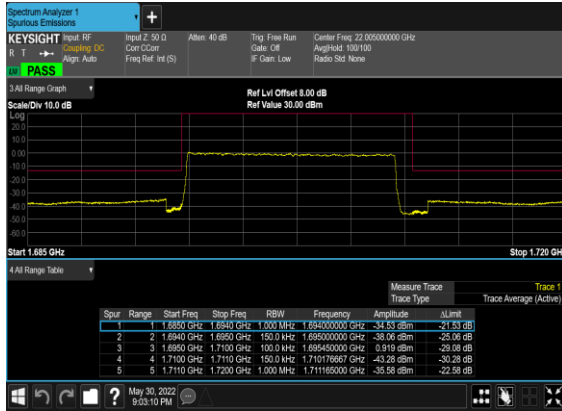 Spectrum Analyzer 1
Spurious Emissions
KEYSIGHT Input: RF Input Z: 50 Ω Atten: 40 dB Trig: Free Run Center Freq: 22.005000000 GHz
R T Coupling: DC Corr CCorr Gate: Off Avg|Hold: 100/100
Align: Auto Freq Ref: Int (S) IF Gain: Low Radio Std: None
PASS
3 All Range Graph Ref Lvl Offset 8.00 dB
Scale/Div 10.0 dB Ref Value 30.00 dBm
Log
20.0
10.0
0.00
-10.0
-20.0
-30.0
-40.0
-50.0
-60.0
Start 1.685 GHz Stop 1.720 GH
4 All Range Table
Measure Trace Trace 1
Trace Type Trace Average (Active)
Spur Range Start Freq Stop Freq RBW Frequency Amplitude ΔLimit
1 1 1.6850 GHz 1.6940 GHz 1.000 MHz 1.694000000 GHz -34.53 dBm -21.53 dB
2 2 1.6940 GHz 1.6950 GHz 150.0 kHz 1.695000000 GHz -38.06 dBm -25.06 dB
3 3 1.6950 GHz 1.7100 GHz 100.0 kHz 1.695450000 GHz 0.919 dBm -29.08 dB
4 4 1.7100 GHz 1.7110 GHz 150.0 kHz 1.710176667 GHz -43.28 dBm -30.28 dB
5 5 1.7110 GHz 1.7200 GHz 1.000 MHz 1.711165000 GHz -35.58 dBm -22.58 dB
? May 30, 2022
9:03:10 PM